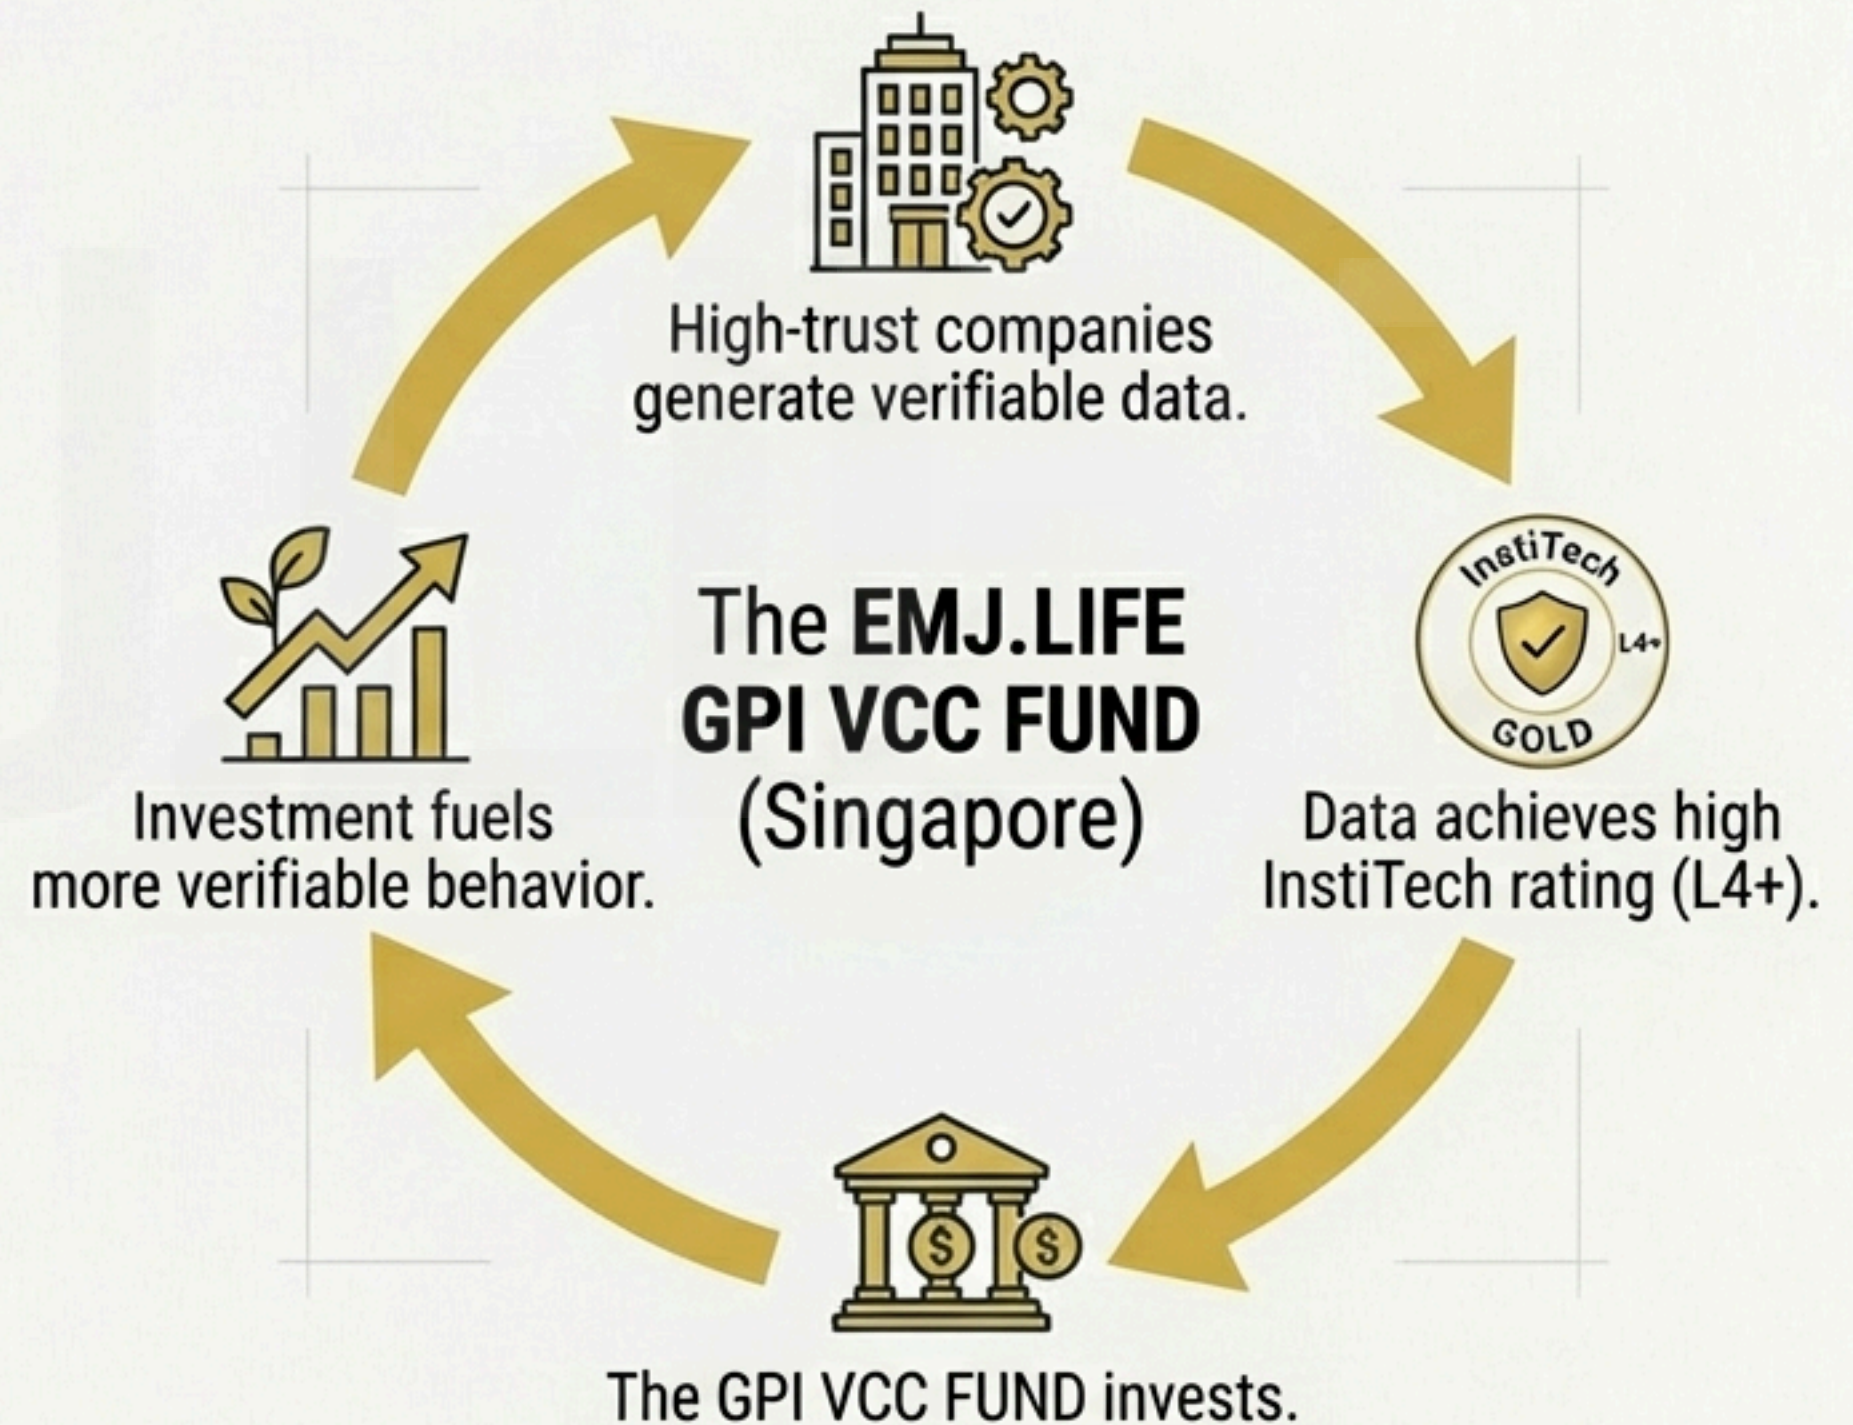 High-trust companies
generate verifiable data.
InstiTech
L4+
GOLD
Data achieves high
InstiTech rating (L4+).
$
$
The GPI VCC FUND invests.
Investment fuels
more verifiable behavior.
The EMJ.LIFE
GPI VCC FUND
(Singapore)